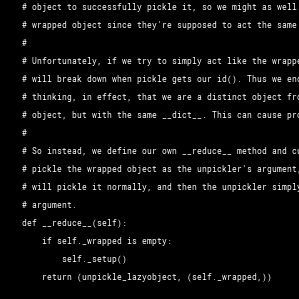 # object to successfully pickle it, so we might as well
# wrapped object since they're supposed to act the same
#
# Unfortunately, if we try to simply act like the wrappe
# will break down when pickle gets our id(). Thus we en
# thinking, in effect, that we are a distinct object fr
# object, but with the same __dict__. This can cause pro
#
# So instead, we define our own __reduce__ method and cu
# pickle the wrapped object as the unpickler's argument,
# will pickle it normally, and then the unpickler simply
# argument.
def __reduce__(self):
if self._wrapped is empty:
self._setup()
return (unpickle_lazyobject, (self._wrapped,))